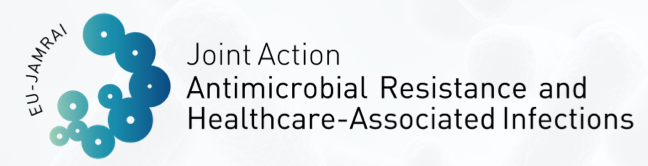 EU-JAMRAI
Joint Action
Antimicrobial Resistance and
Healthcare-Associated Infections